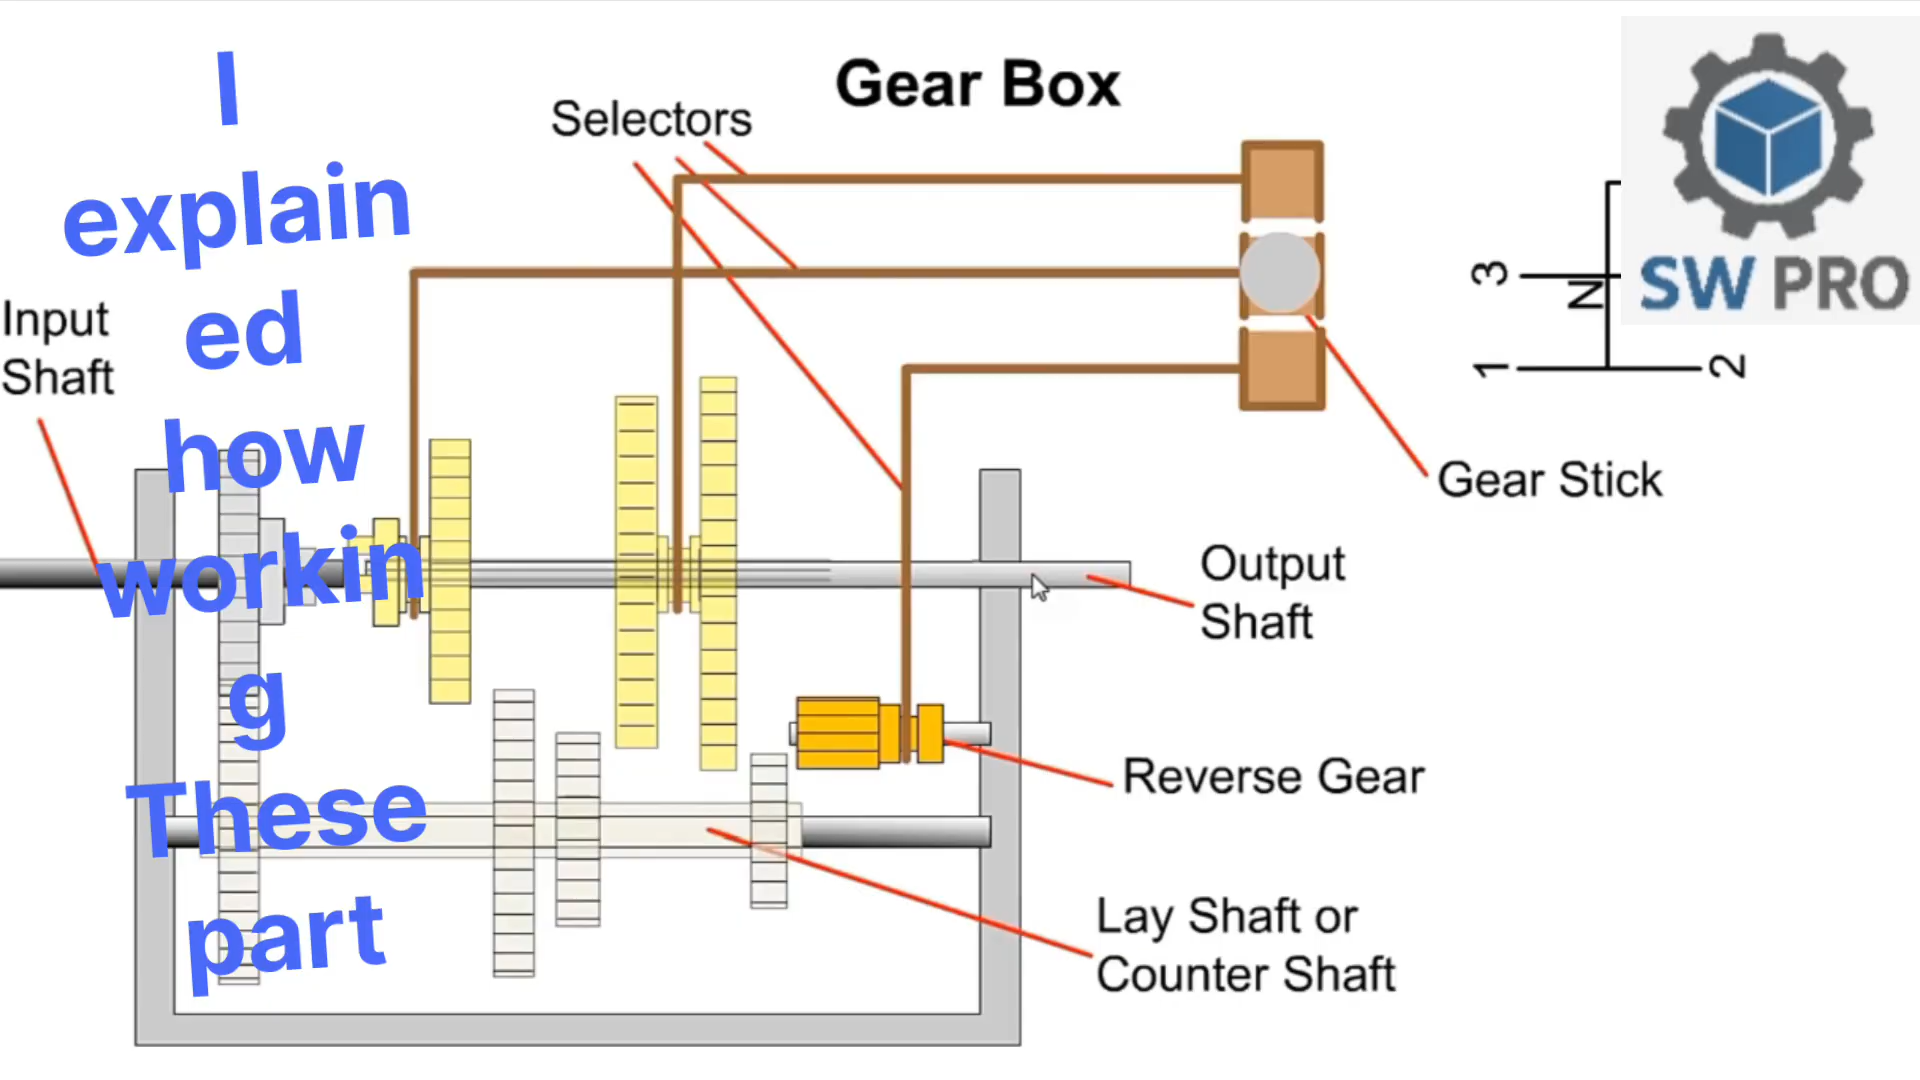 Gear Box
Selectors
I
explain
ed
how
workin
g
These
part
Input
Shaft
SW PRO
3
N
1
2
Gear Stick
Output
Shaft
Reverse Gear
Lay Shaft or
Counter Shaft